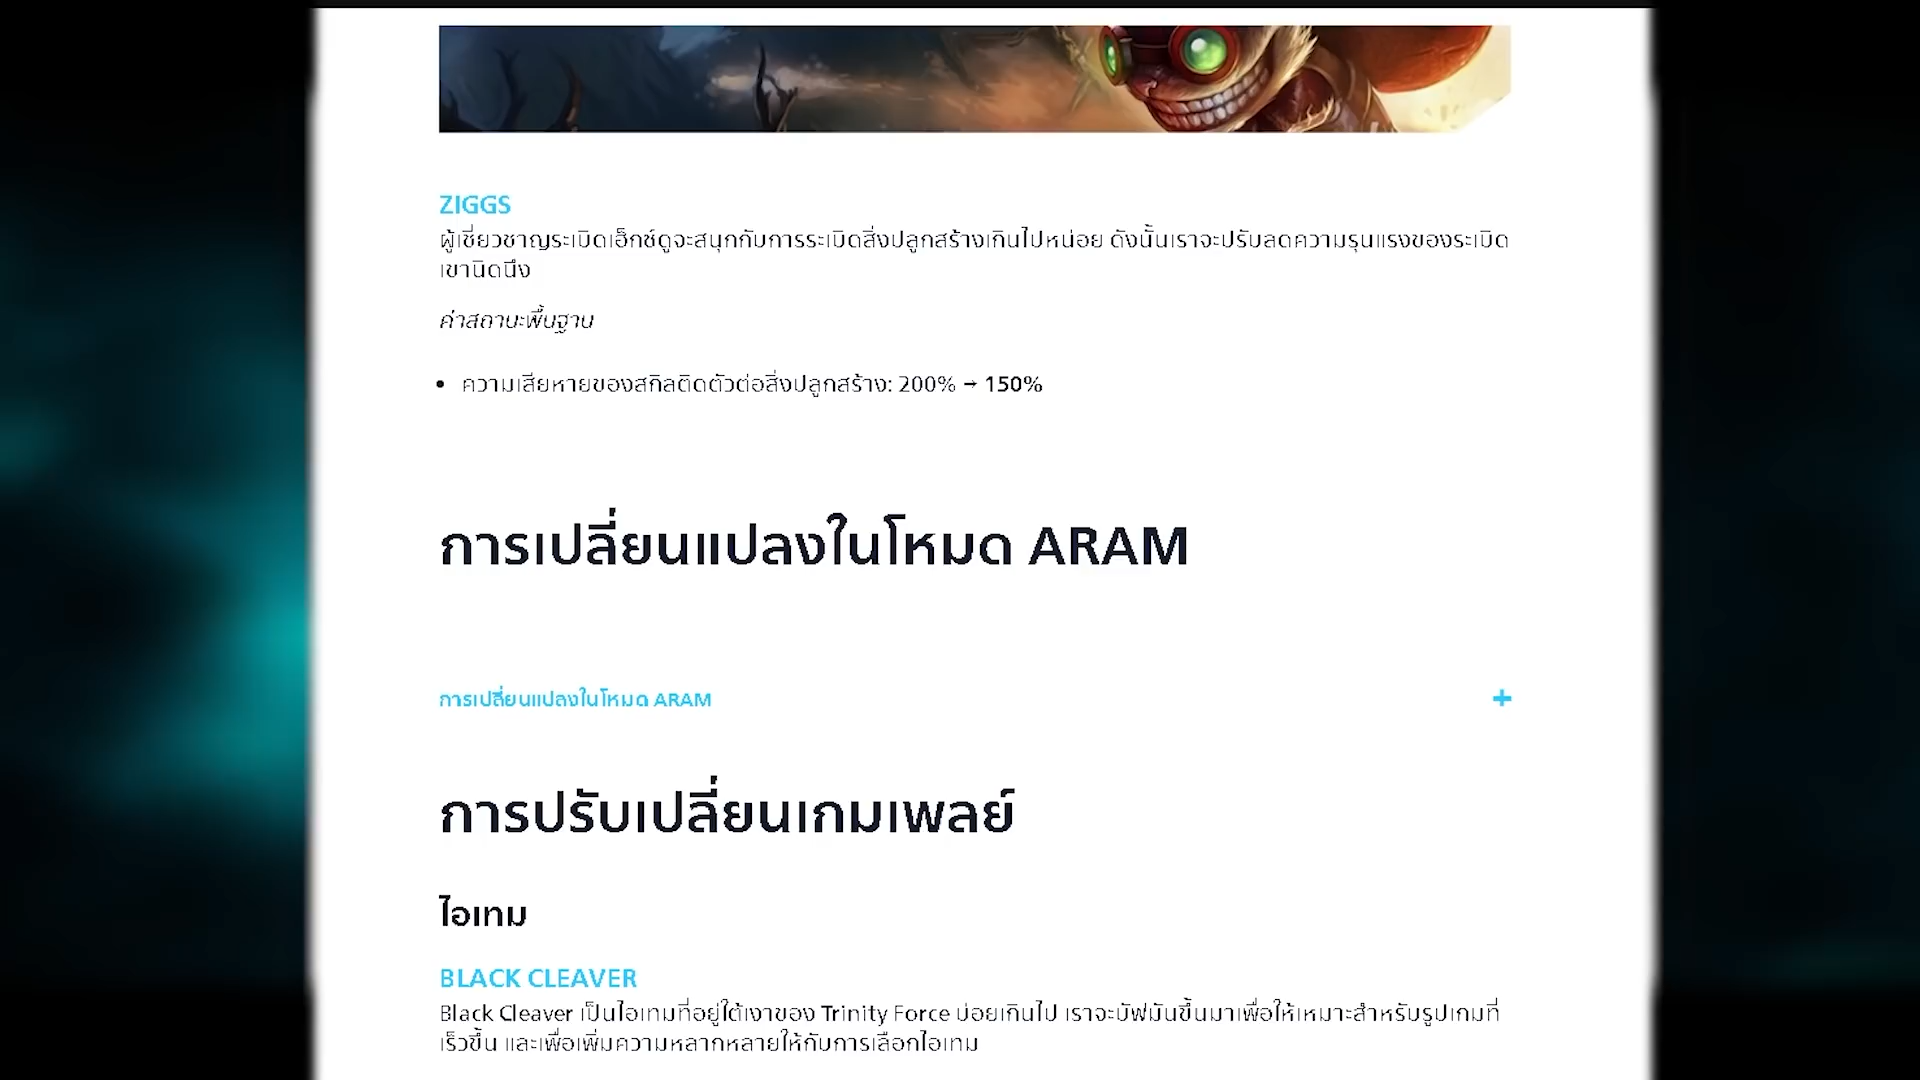 ZIGGS
ผู้เชี่ยวชาญระเบิดเฮ็กซ์ดูจะสนุกกับการระเบิดสิ่งปลูกสร้างเกินไปหน่อย ดังนั้นเราจะปรับลดความรุนแรงของระเบิด
เขานิดนึง
ค่าสถานะพื้นฐาน
• ความเสียหายของสกิลติดตัวต่อสิ่งปลูกสร้าง: 200% → 150%
การเปลี่ยนแปลงในโหมด ARAM
การเปลี่ยนแปลงในโหมด ARAM +
การปรับเปลี่ยนเกมเพลย์
ไอเทม
BLACK CLEAVER
Black Cleaver เป็นไอเทมที่อยู่ใต้เงาของ Trinity Force บ่อยเกินไป เราจะบัฟมันขึ้นมาเพื่อให้เหมาะสำหรับรูปเกมที่
เร็วขึ้น และเพื่อเพิ่มความหลากหลายให้กับการเลือกไอเทม